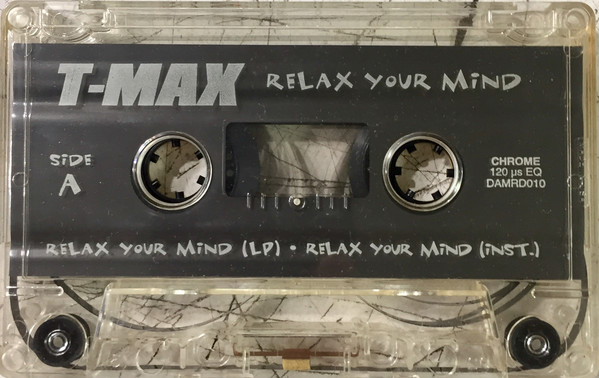 T-MAX RELAX YOUR MiND
SiDE
A
CHROME
120 µs EQ
DAMRD010
RELAX YOUR MiND (LP) • RELAX YOUR MiND (iNST.)